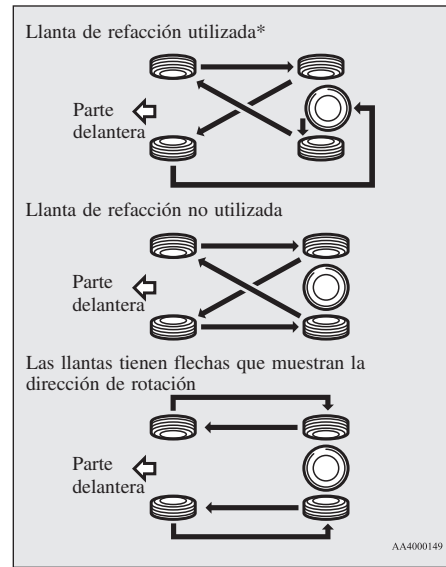 Llanta de refacción utilizada*
Parte
delantera
Llanta de refacción no utilizada
Parte
delantera
Las llantas tienen flechas que muestran la
dirección de rotación
Parte
delantera
AA4000149